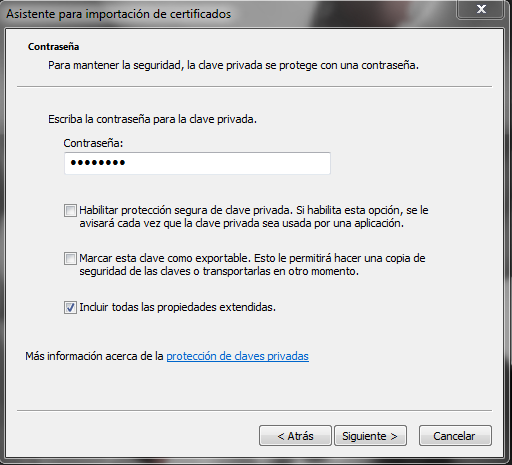 Asistente para importación de certificados
Contraseña
Para mantener la seguridad, la clave privada se protege con una contraseña.
Escriba la contraseña para la clave privada.
Contraseña:
••••••••
Habilitar protección segura de clave privada. Si habilita esta opción, se le
avisará cada vez que la clave privada sea usada por una aplicación.
Marcar esta clave como exportable. Esto le permitirá hacer una copia de
seguridad de las claves o transportarlas en otro momento.
Incluir todas las propiedades extendidas.
Más información acerca de la protección de claves privadas
< Atrás Siguiente > Cancelar